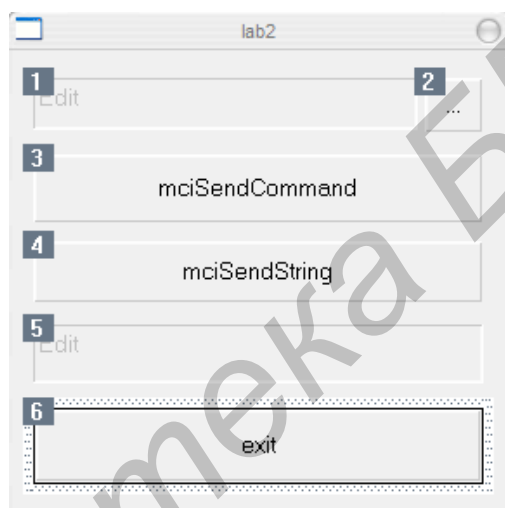 lab2
1
Edit
2
...
3
mciSendCommand
4
mciSendString
5
Edit
6
exit